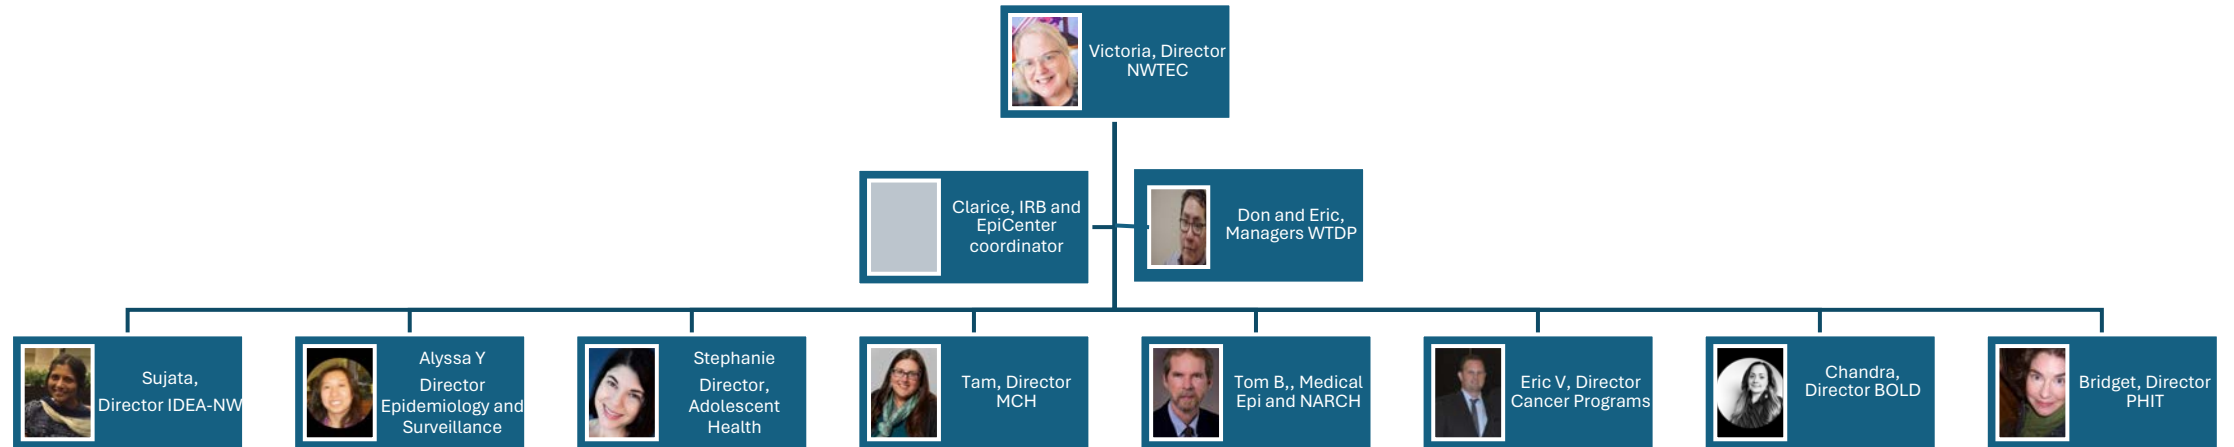 Victoria, Director
NWTEC
Clarice, IRB and
EpiCenter
coordinator
Don and Eric,
Managers WTDP
Sujata,
Director IDEA-NW
Alyssa Y
Director
Epidemiology and
Surveillance
Stephanie
Director,
Adolescent
Health
Tam, Director
MCH
Tom B,, Medical
Epi and NARCH
Eric V, Director
Cancer Programs
Chandra,
Director BOLD
Bridget, Director
PHIT